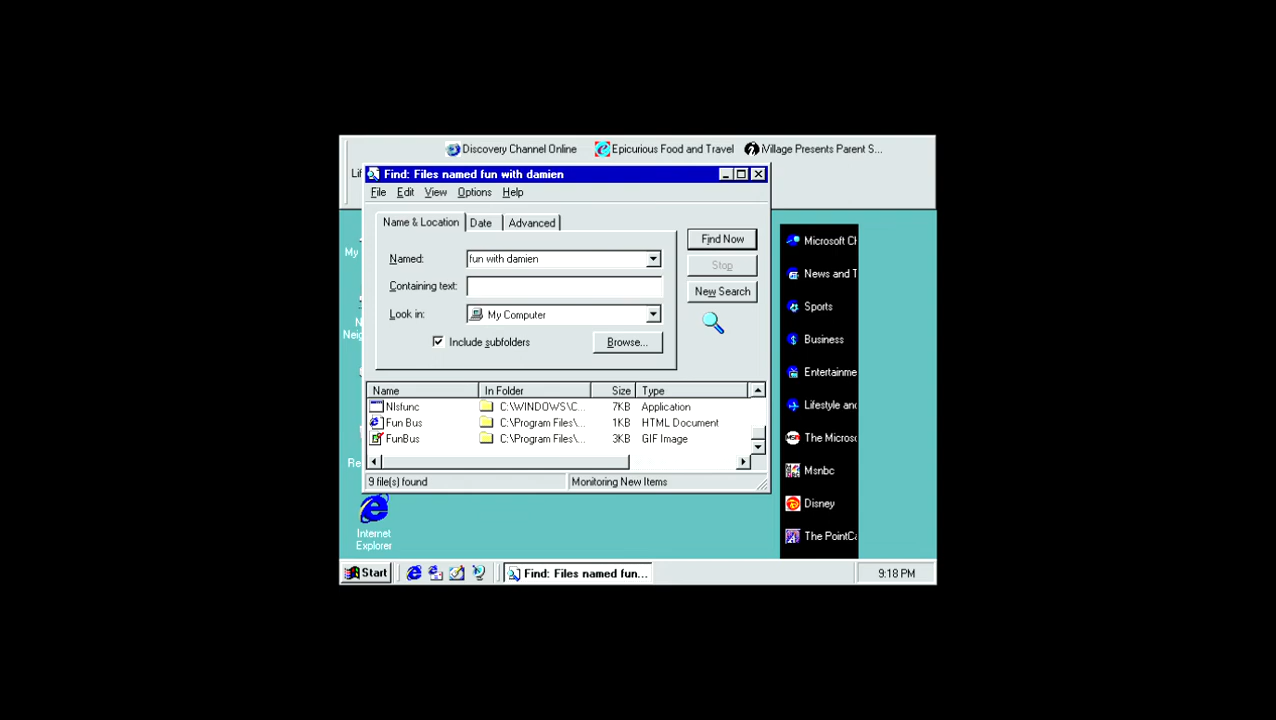 Discovery Channel Online
Epicurious Food and Travel
iVillage Presents Parent S...
Find: Files named fun with damien
File Edit View Options Help
Name & Location Date Advanced
Named: fun with damien
Containing text:
Look in: My Computer
Include subfolders
Browse...
Find Now
Stop
New Search
Name In Folder Size Type
Nlsfunc C:\WINDOWS\C... 7KB Application
Fun Bus C:\Program Files\... 1KB HTML Document
FunBus C:\Program Files\... 3KB GIF Image
9 file(s) found Monitoring New Items
My
Internet
Explorer
Microsoft Ch
News and T
Sports
Business
Entertainme
Lifestyle and
The Microso
Msnbc
Disney
The PointCa
Start
Find: Files named fun...
9:18 PM